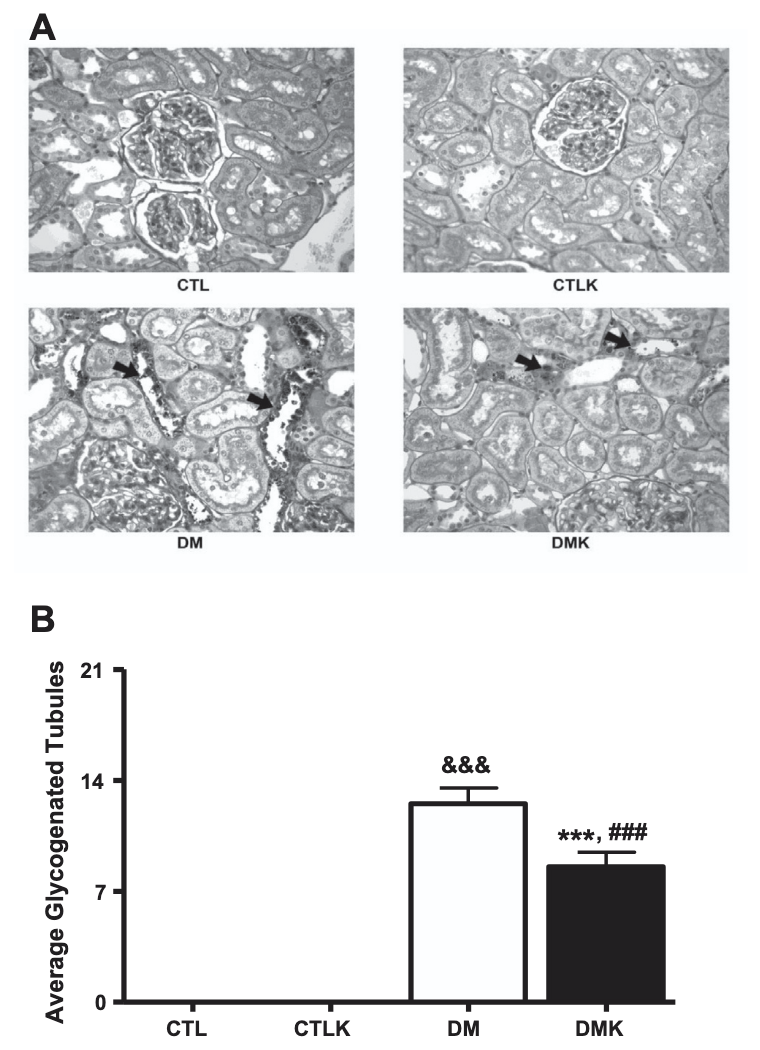 A
CTL
CTLK
DM
DMK
B
Average Glycogenated Tubules
21
14
7
0
&&&
***, ###
CTL
CTLK
DM
DMK